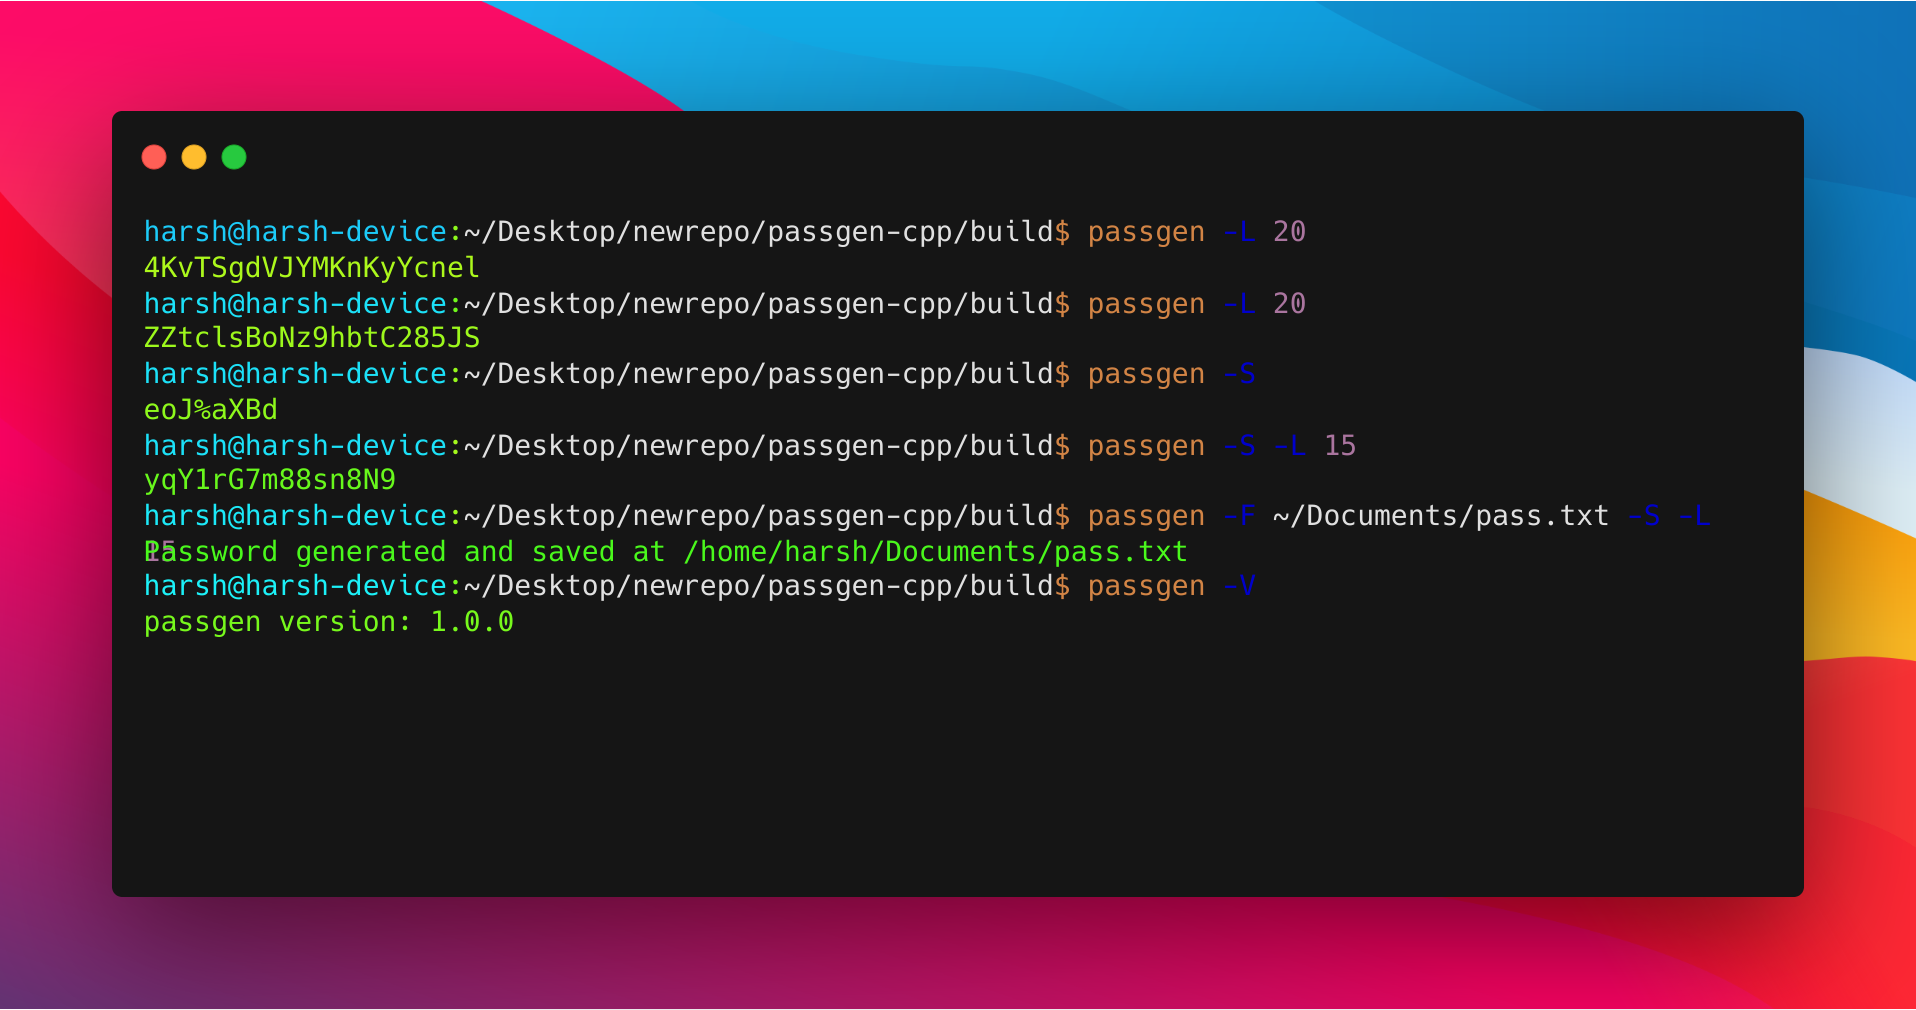 harsh@harsh-device:~/Desktop/newrepo/passgen-cpp/build$ passgen -L 20
4KvTSgdVJYMKnKyYcnel
harsh@harsh-device:~/Desktop/newrepo/passgen-cpp/build$ passgen -L 20
ZZtclsBoNz9hbtC285JS
harsh@harsh-device:~/Desktop/newrepo/passgen-cpp/build$ passgen -S
eoJ%aXBd
harsh@harsh-device:~/Desktop/newrepo/passgen-cpp/build$ passgen -S -L 15
yqY1rG7m88sn8N9
harsh@harsh-device:~/Desktop/newrepo/passgen-cpp/build$ passgen -F ~/Documents/pass.txt -S -L
15
Password generated and saved at /home/harsh/Documents/pass.txt
harsh@harsh-device:~/Desktop/newrepo/passgen-cpp/build$ passgen -V
passgen version: 1.0.0